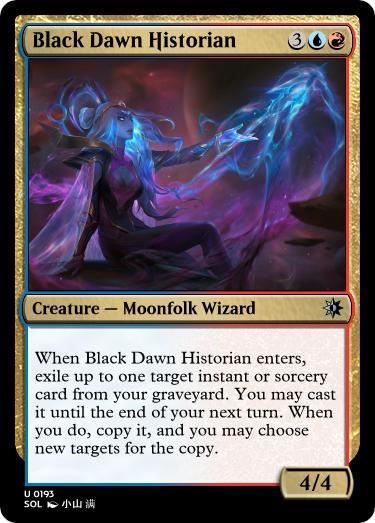 Black Dawn Historian 3
Creature — Moonfolk Wizard
When Black Dawn Historian enters,
exile up to one target instant or sorcery
card from your graveyard. You may cast
it until the end of your next turn. When
you do, copy it, and you may choose
new targets for the copy.
4/4
U 0193
SOL 小山 满